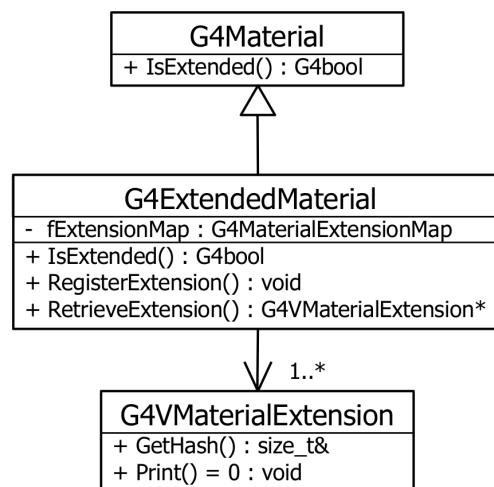 G4Material
+ IsExtended() : G4bool
G4ExtendedMaterial
- fExtensionMap : G4MaterialExtensionMap
+ IsExtended() : G4bool
+ RegisterExtension() : void
+ RetrieveExtension() : G4VMaterialExtension*
1..*
G4VMaterialExtension
+ GetHash() : size_t&
+ Print() = 0 : void